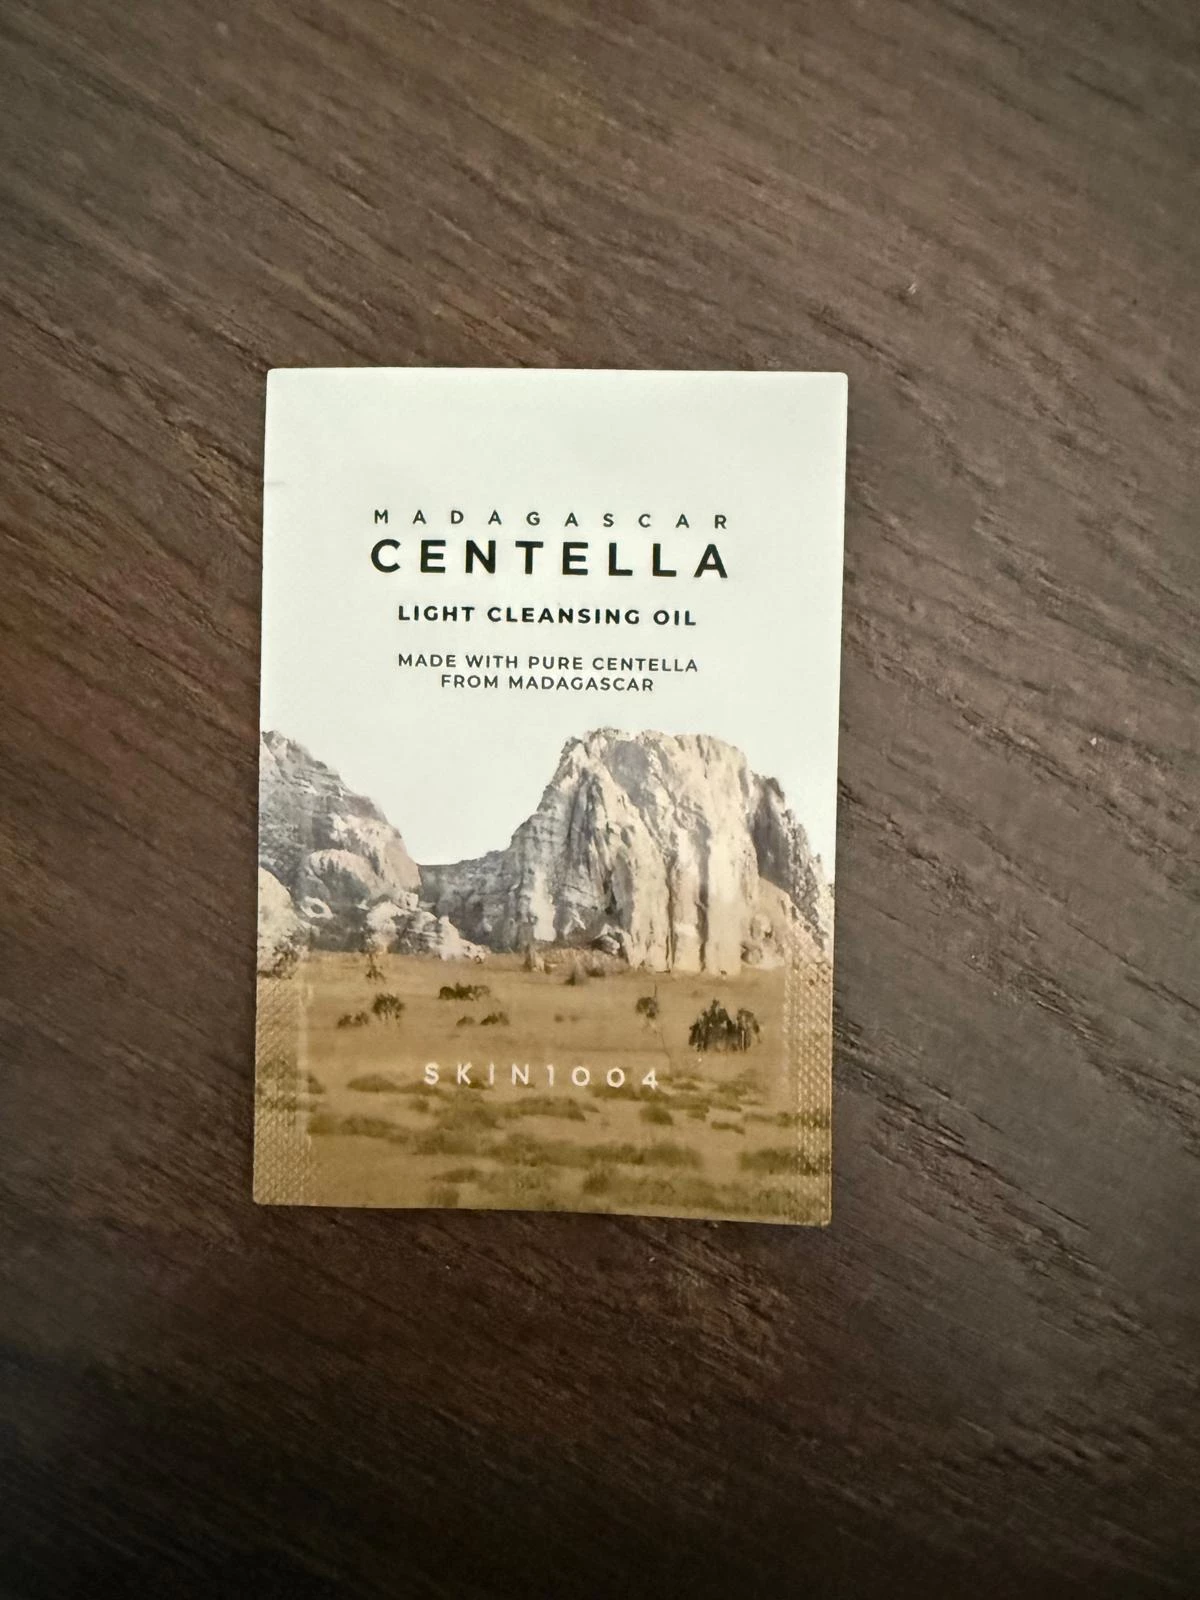 MADAGASCAR
CENTELLA
LIGHT CLEANSING OIL
MADE WITH PURE CENTELLA
FROM MADAGASCAR
SKIN1004